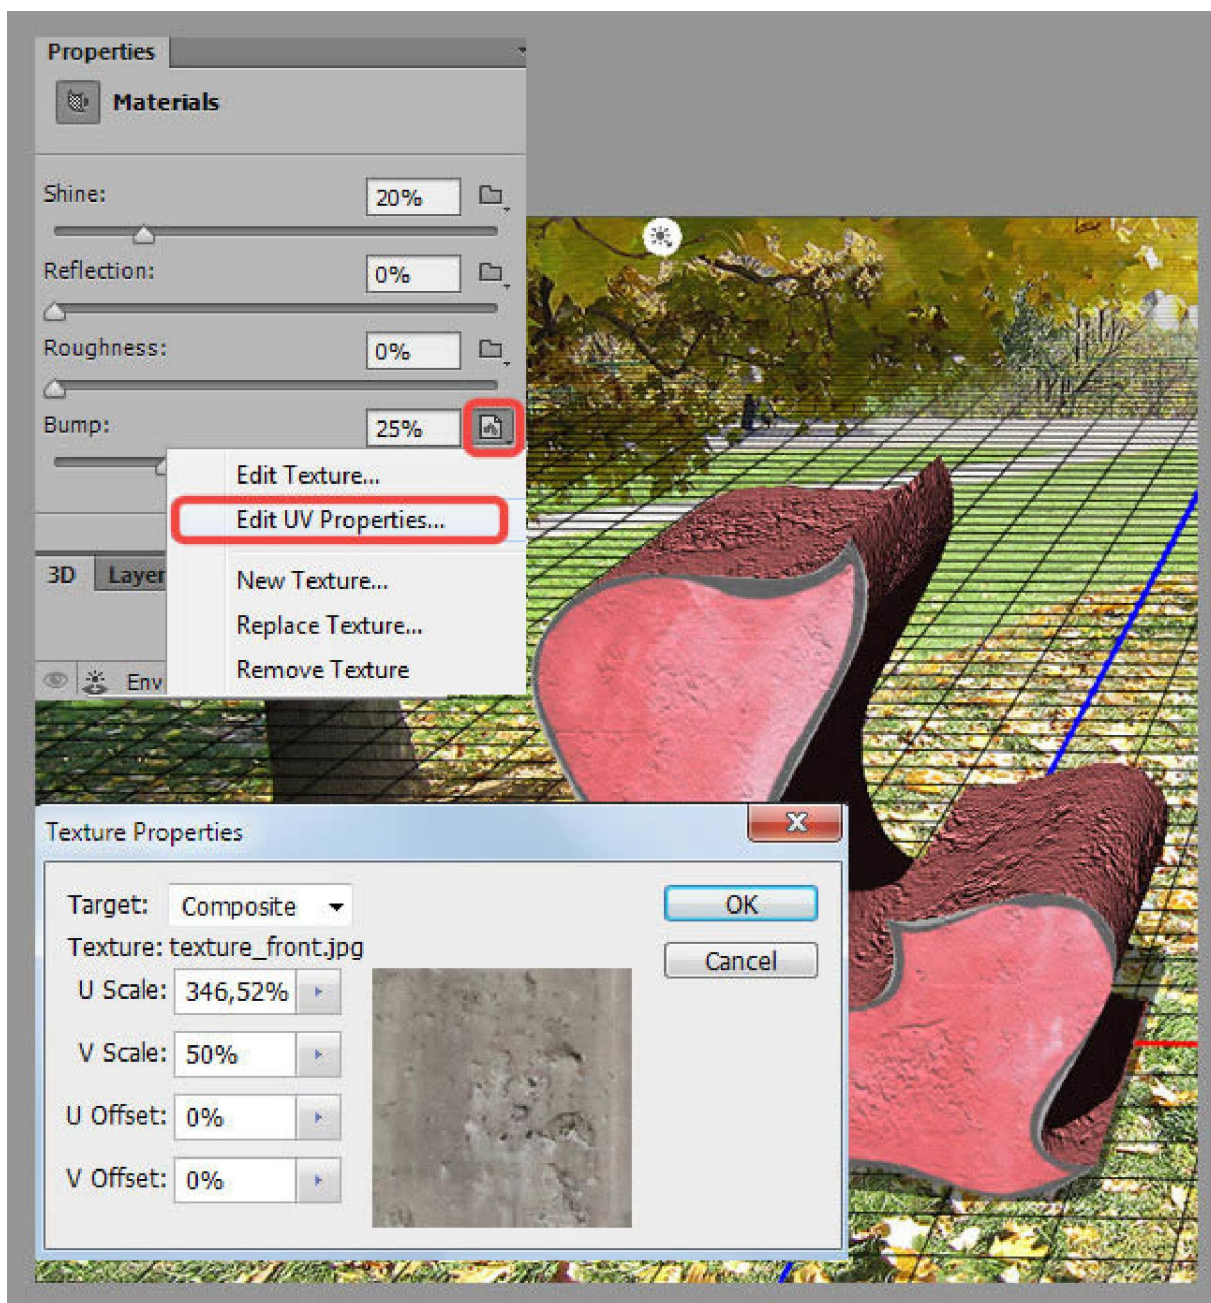 Properties
Materials
Shine: 20%
Reflection: 0%
Roughness: 0%
Bump: 25%
Edit Texture...
Edit UV Properties...
3D Layer
New Texture...
Replace Texture...
Env
Remove Texture
Texture Properties
Target: Composite
OK
Texture: texture_front.jpg
Cancel
U Scale: 346,52%
V Scale: 50%
U Offset: 0%
V Offset: 0%